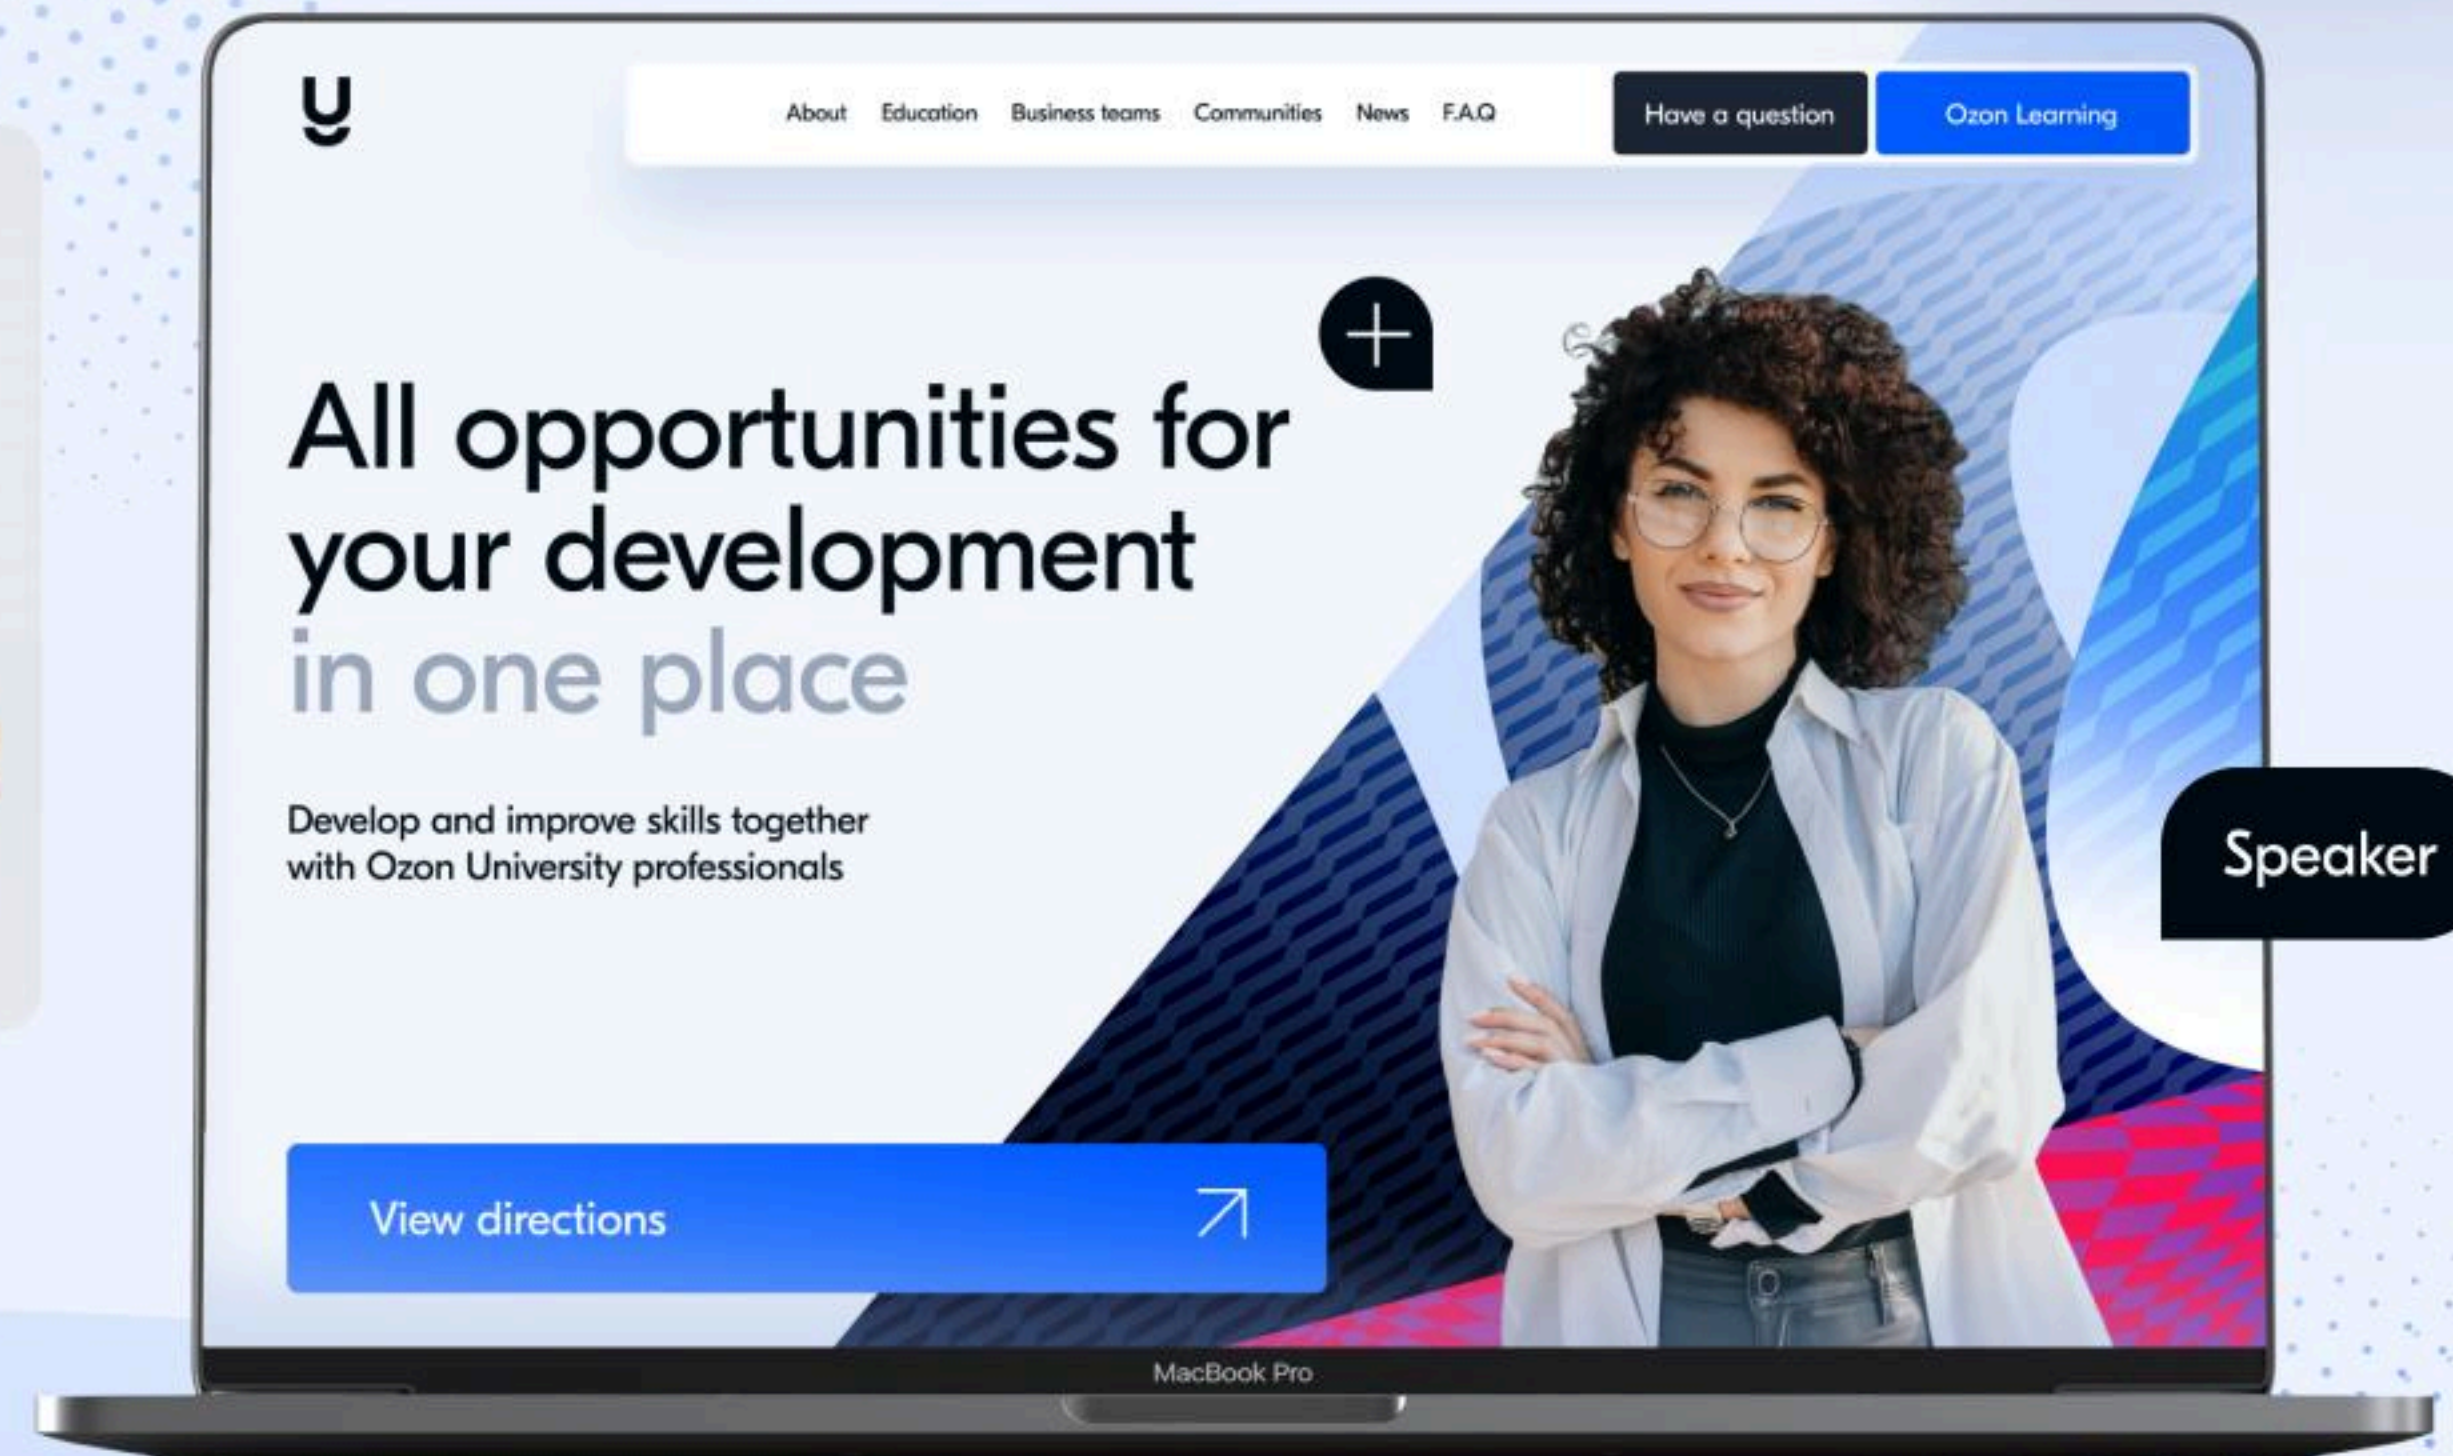 About Education Business teams Communities News F.A.Q
Have a question
Ozon Learning
All opportunities for
your development
in one place
Develop and improve skills together
with Ozon University professionals
Speaker
View directions
MacBook Pro